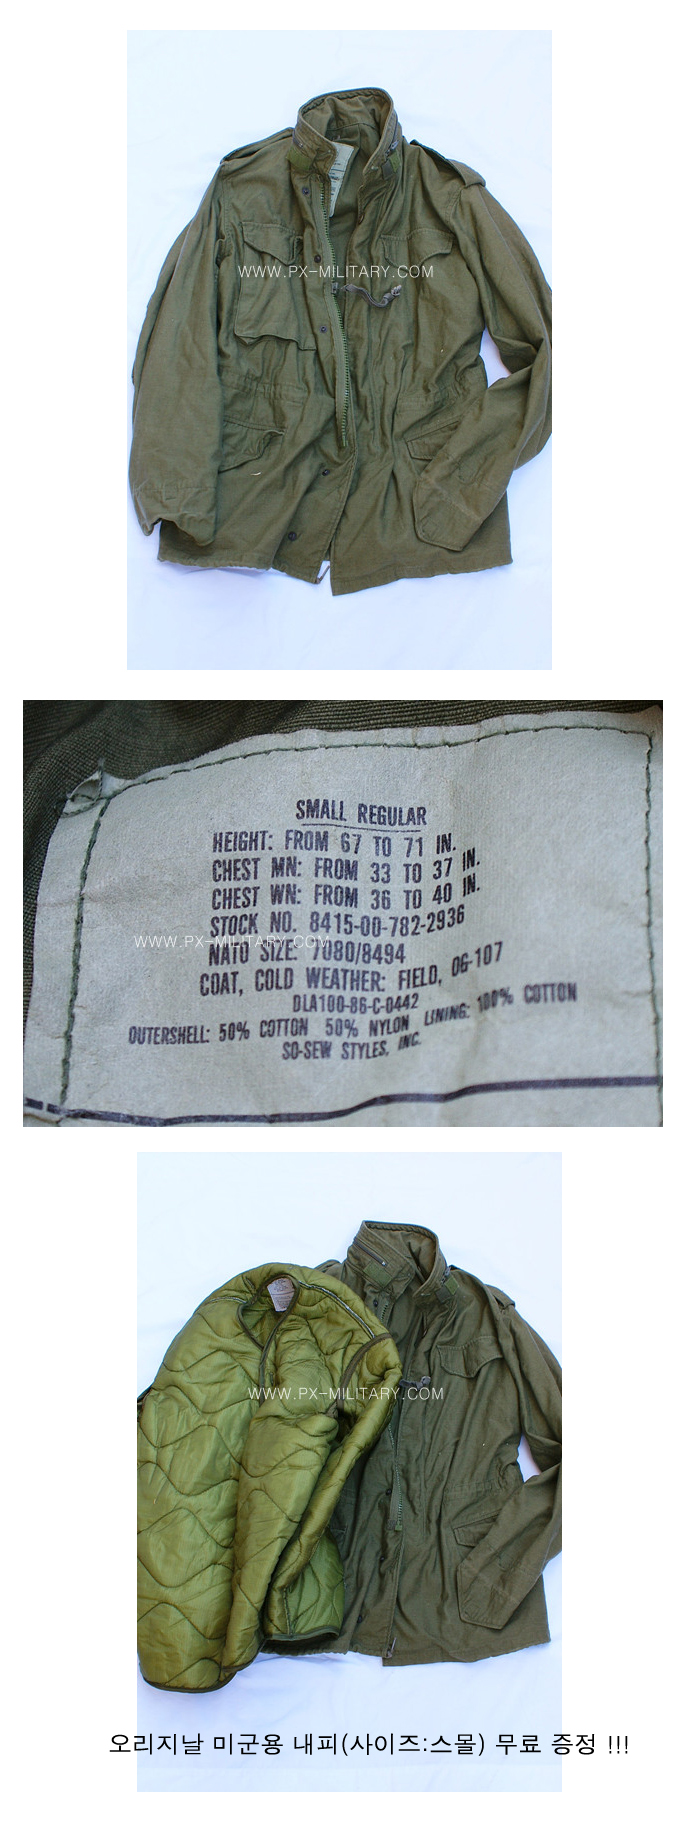 WWW.PX-MILITARY.COM
SMALL REGULAR
HEIGHT: FROM 67 TO 71 IN.
CHEST MN: FROM 33 TO 37 IN.
CHEST WN: FROM 36 TO 40 IN.
STOCK NO. 8415-00-782-2936
WWW.PX-MILITARY.COM
NATO SIZE: 7080/8494
COAT, COLD WEATHER: FIELD, OG-107
DLA100-86-C-0442
OUTERSHELL: 50% COTTON 50% NYLON LINING: 100% COTTON
SO-SEW STYLES, INC.
WWW.PX-MILITARY.COM
오리지날 미군용 내피(사이즈:스몰) 무료 증정 !!!